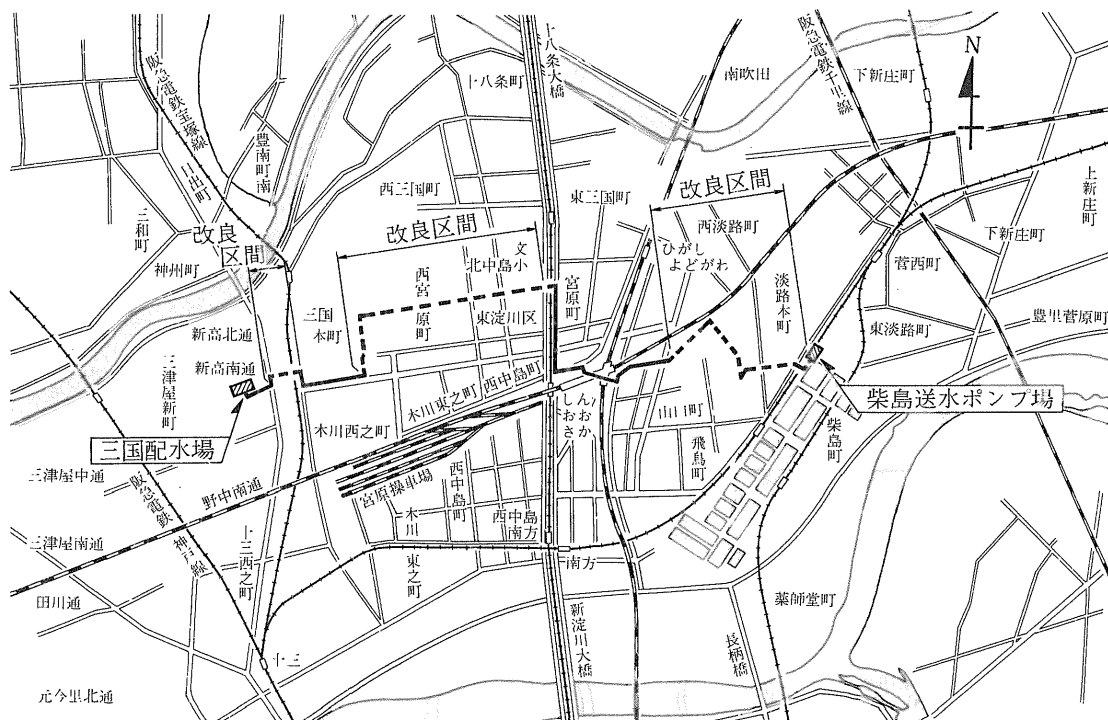 阪急電鉄宝塚線
十八条町
十八条大橋
南吹田
阪急電鉄千里線
下新庄町
N
豊南町南
日出町
三和町
西三国町
東三国町
改良区間
上新庄町
改良
区間
改良区間
西淡路町
下新庄町
神州町
文
北中島小
ひがし
よどがわ
菅西町
三国
本町
西宮
原町
宮原町
淡路本町
新高北通
東淀川区
東淡路町
豊里菅原町
三津屋新町
新高南通
西中島町
木川東之町
柴島送水ポンプ場
三国配水場
木川西之町
しん
おお
さか
山口町
飛鳥町
柴島町
三津屋中通
阪急電鉄
神戸線
野中南通
宮原操車場
西中島町
木川
東之町
西中島
南方
三津屋南通
十三西之町
南方
田川通
新淀川大橋
薬師堂町
長柄橋
十三
元今里北通